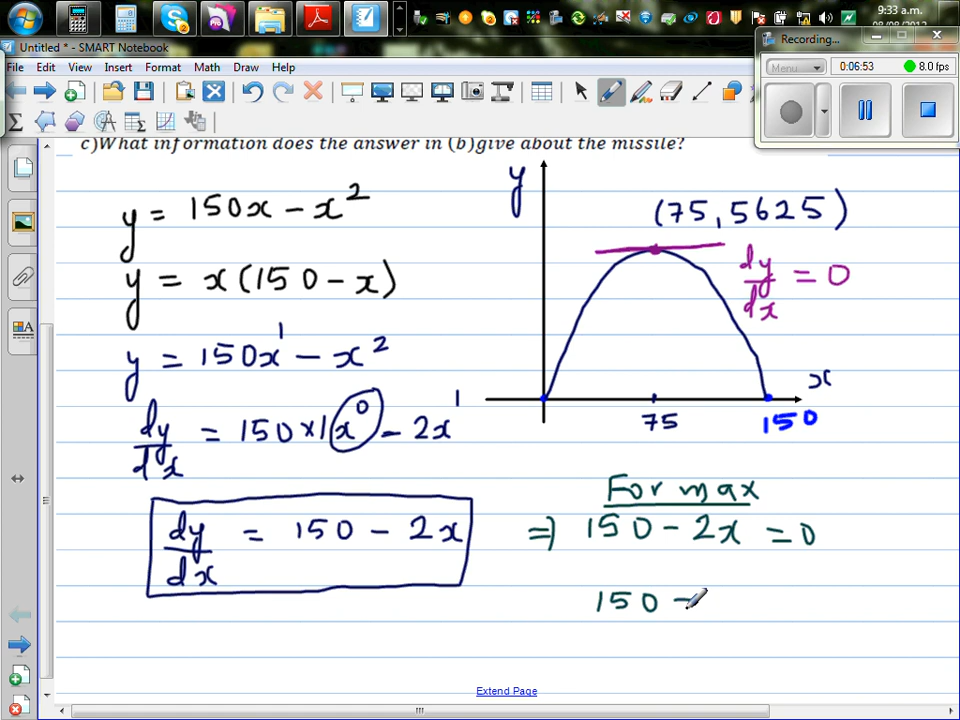 9:33 a.m.
08/08/2012
Untitled * - SMART Notebook
Recording...
File Edit View Insert Format Math Draw Help
Menu
0:06:53
8.0 fps
c)What information does the answer in (b)give about the missile?
y = 150x - x²
y = x(150 - x)
y = 150x¹ - x²
dy/dx = 150×1x⁰ - 2x¹
dy/dx = 150 - 2x
y
(75,5625)
dy/dx = 0
x
75
150
For max
⇒ 150 - 2x = 0
150 -
Extend Page